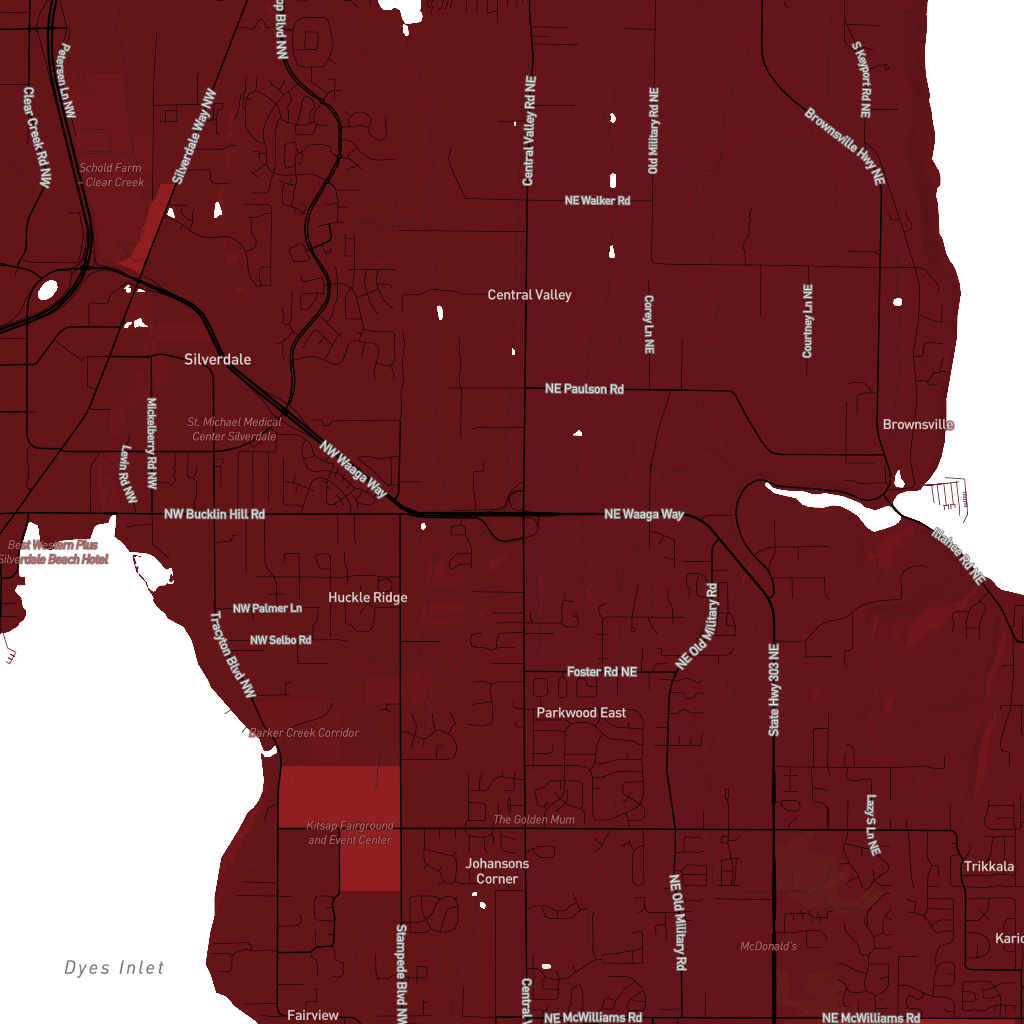 pp Blvd NW
Petersen Ln NW
Clear Creek Rd NW
Silverdale Way NW
Central Valley Rd NE
Old Military Rd NE
S Keyport Rd NE
Brownsville Hwy NE
Schold Farm
- Clear Creek
NE Walker Rd
Central Valley
Corey Ln NE
Courtney Ln NE
Silverdale
NE Paulson Rd
Mickelberry Rd NW
St. Michael Medical
Center Silverdale
Brownsville
Levin Rd NW
NW Waaga Way
NW Bucklin Hill Rd
NE Waaga Way
Best Western Plus
Silverdale Beach Hotel
Illahee Rd NE
Huckle Ridge
NW Palmer Ln
NW Selbo Rd
Tracyton Blvd NW
NE Old Military Rd
Foster Rd NE
State Hwy 303 NE
Parkwood East
Barker Creek Corridor
Kitsap Fairground
and Event Center
The Golden Mum
Lazy S Ln NE
Johansons
Corner
Trikkala
NE Old Military Rd
Stampede Blvd NW
McDonald's
Kario
Dyes Inlet
Central V
Fairview
NE McWilliams Rd
NE McWilliams Rd